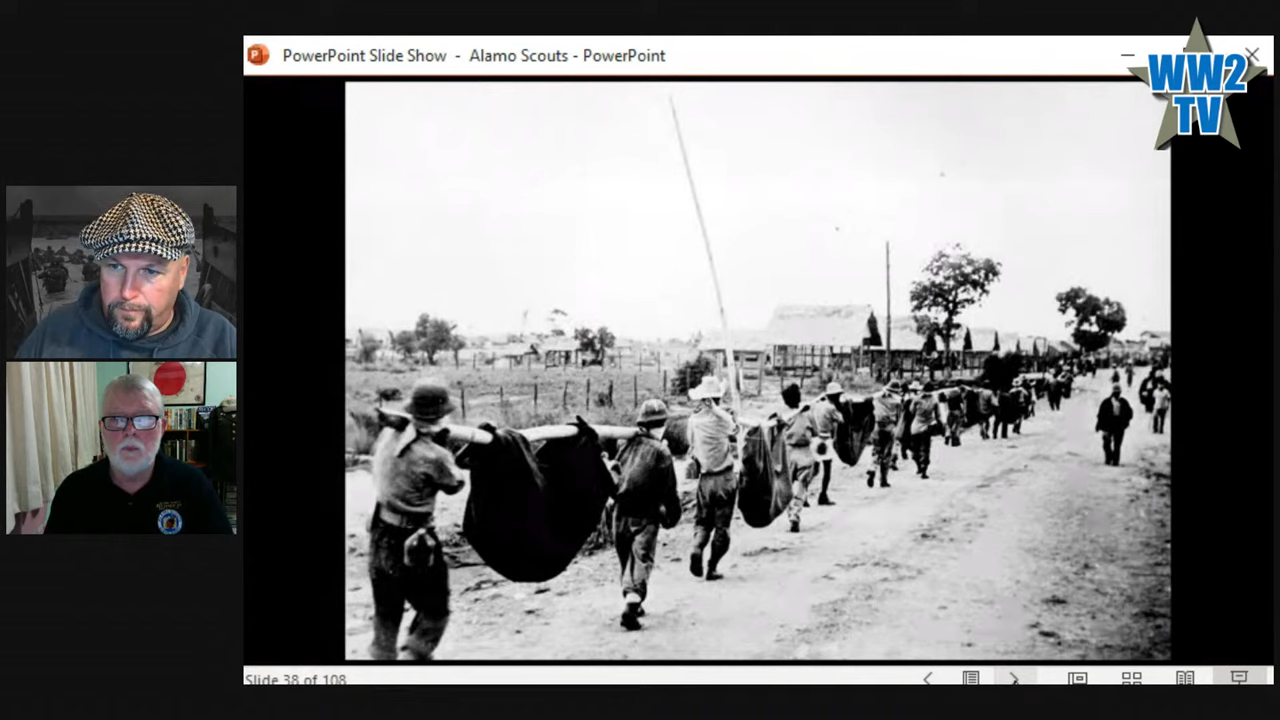 PowerPoint Slide Show - Alamo Scouts - PowerPoint
WW2
TV
Slide 38 of 108